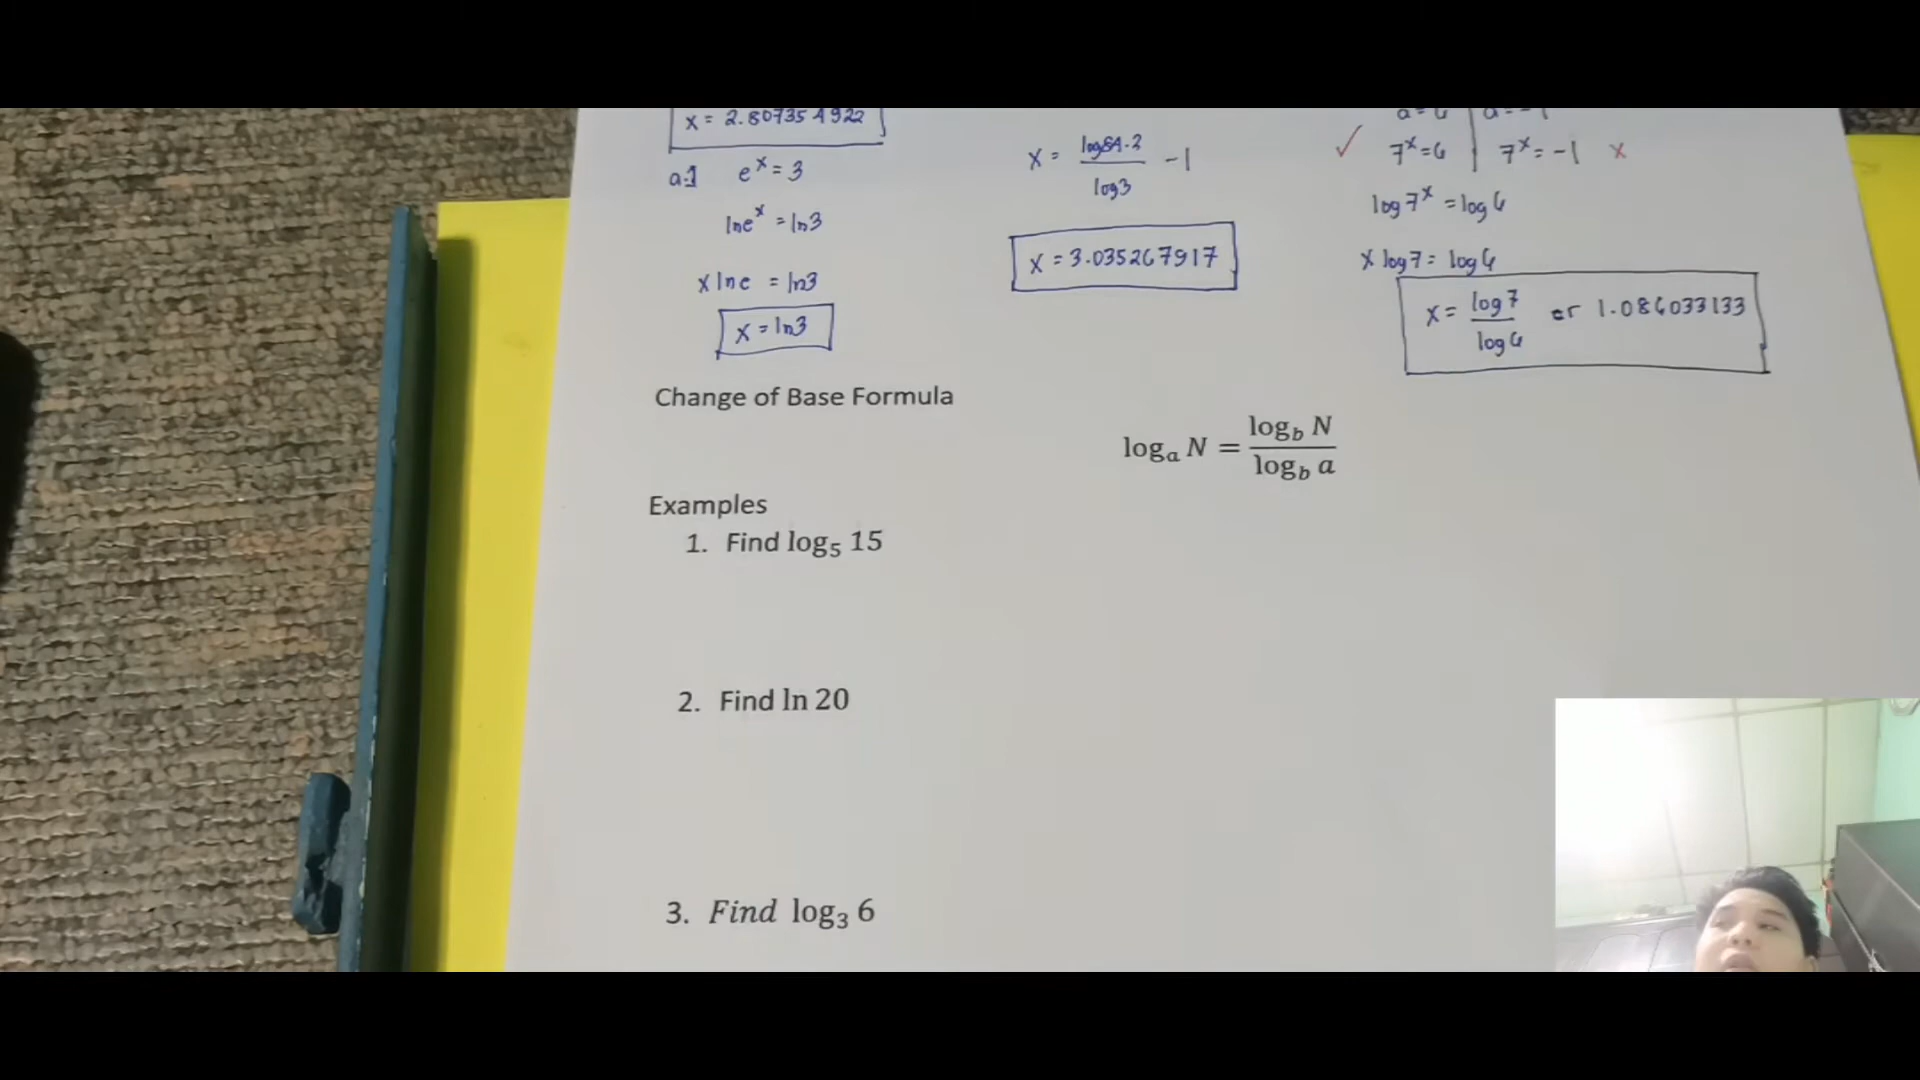 x = 2.807354922
a:1 e^x = 3
ln e^x = ln3
x ln e = ln3
x = ln3
x = log84.2 / log3 - 1
x = 3.035267917
✓ 7^x = 6 | 7^x = -1 x
log 7^x = log 6
x log 7 = log 6
x = log 7 / log 6 or 1.086033133
Change of Base Formula
log_a N = log_b N / log_b a
Examples
1. Find log_5 15
2. Find ln 20
3. Find log_3 6